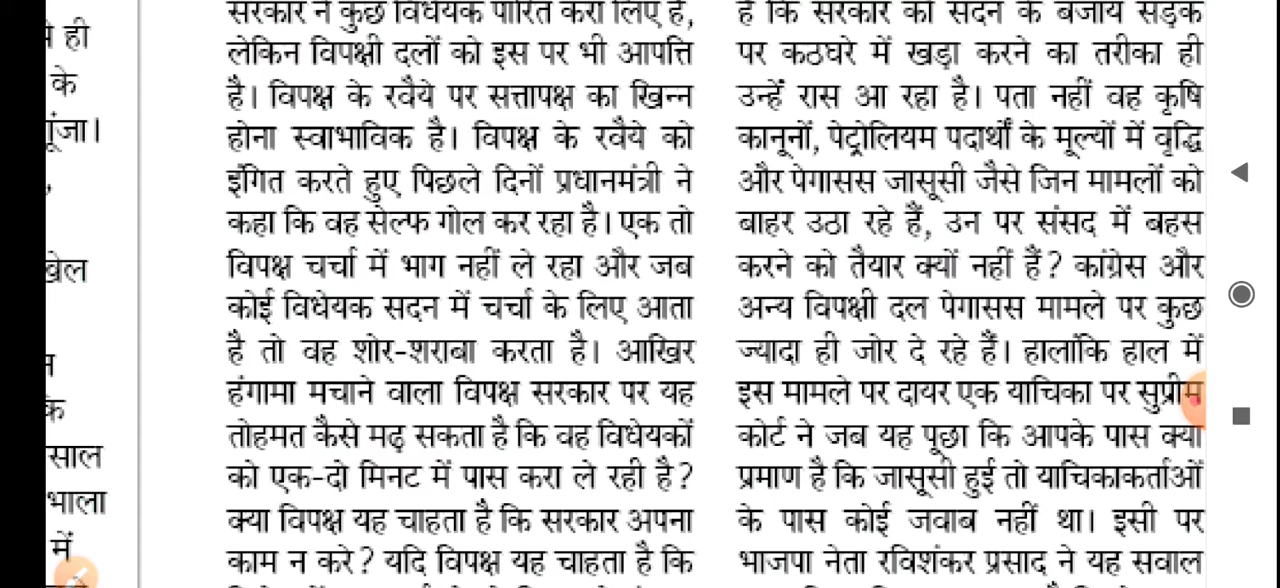 ही
के
गूंजा।
,
खेल
साल
भाला
में
सरकार ने कुछ विधेयक पारित करा लिए हैं,
लेकिन विपक्षी दलों को इस पर भी आपत्ति
है। विपक्ष के रवैये पर सत्तापक्ष का खिन्न
होना स्वाभाविक है। विपक्ष के रवैये को
इंगित करते हुए पिछले दिनों प्रधानमंत्री ने
कहा कि वह सेल्फ गोल कर रहा है। एक तो
विपक्ष चर्चा में भाग नहीं ले रहा और जब
कोई विधेयक सदन में चर्चा के लिए आता
है तो वह शोर-शराबा करता है। आखिर
हंगामा मचाने वाला विपक्ष सरकार पर यह
तोहमत कैसे मढ़ सकता है कि वह विधेयकों
को एक-दो मिनट में पास करा ले रही है?
क्या विपक्ष यह चाहता है कि सरकार अपना
काम न करे? यदि विपक्ष यह चाहता है कि
है कि सरकार को सदन के बजाय सड़क
पर कठघरे में खड़ा करने का तरीका ही
उन्हें रास आ रहा है। पता नहीं वह कृषि
कानूनों, पेट्रोलियम पदार्थों के मूल्यों में वृद्धि
और पेगासस जासूसी जैसे जिन मामलों को
बाहर उठा रहे हैं, उन पर संसद में बहस
करने को तैयार क्यों नहीं हैं? कांग्रेस और
अन्य विपक्षी दल पेगासस मामले पर कुछ
ज्यादा ही जोर दे रहे हैं। हालांकि हाल में
इस मामले पर दायर एक याचिका पर सुप्रीम
कोर्ट ने जब यह पूछा कि आपके पास क्या
प्रमाण है कि जासूसी हुई तो याचिकाकर्ताओं
के पास कोई जवाब नहीं था। इसी पर
भाजपा नेता रविशंकर प्रसाद ने यह सवाल